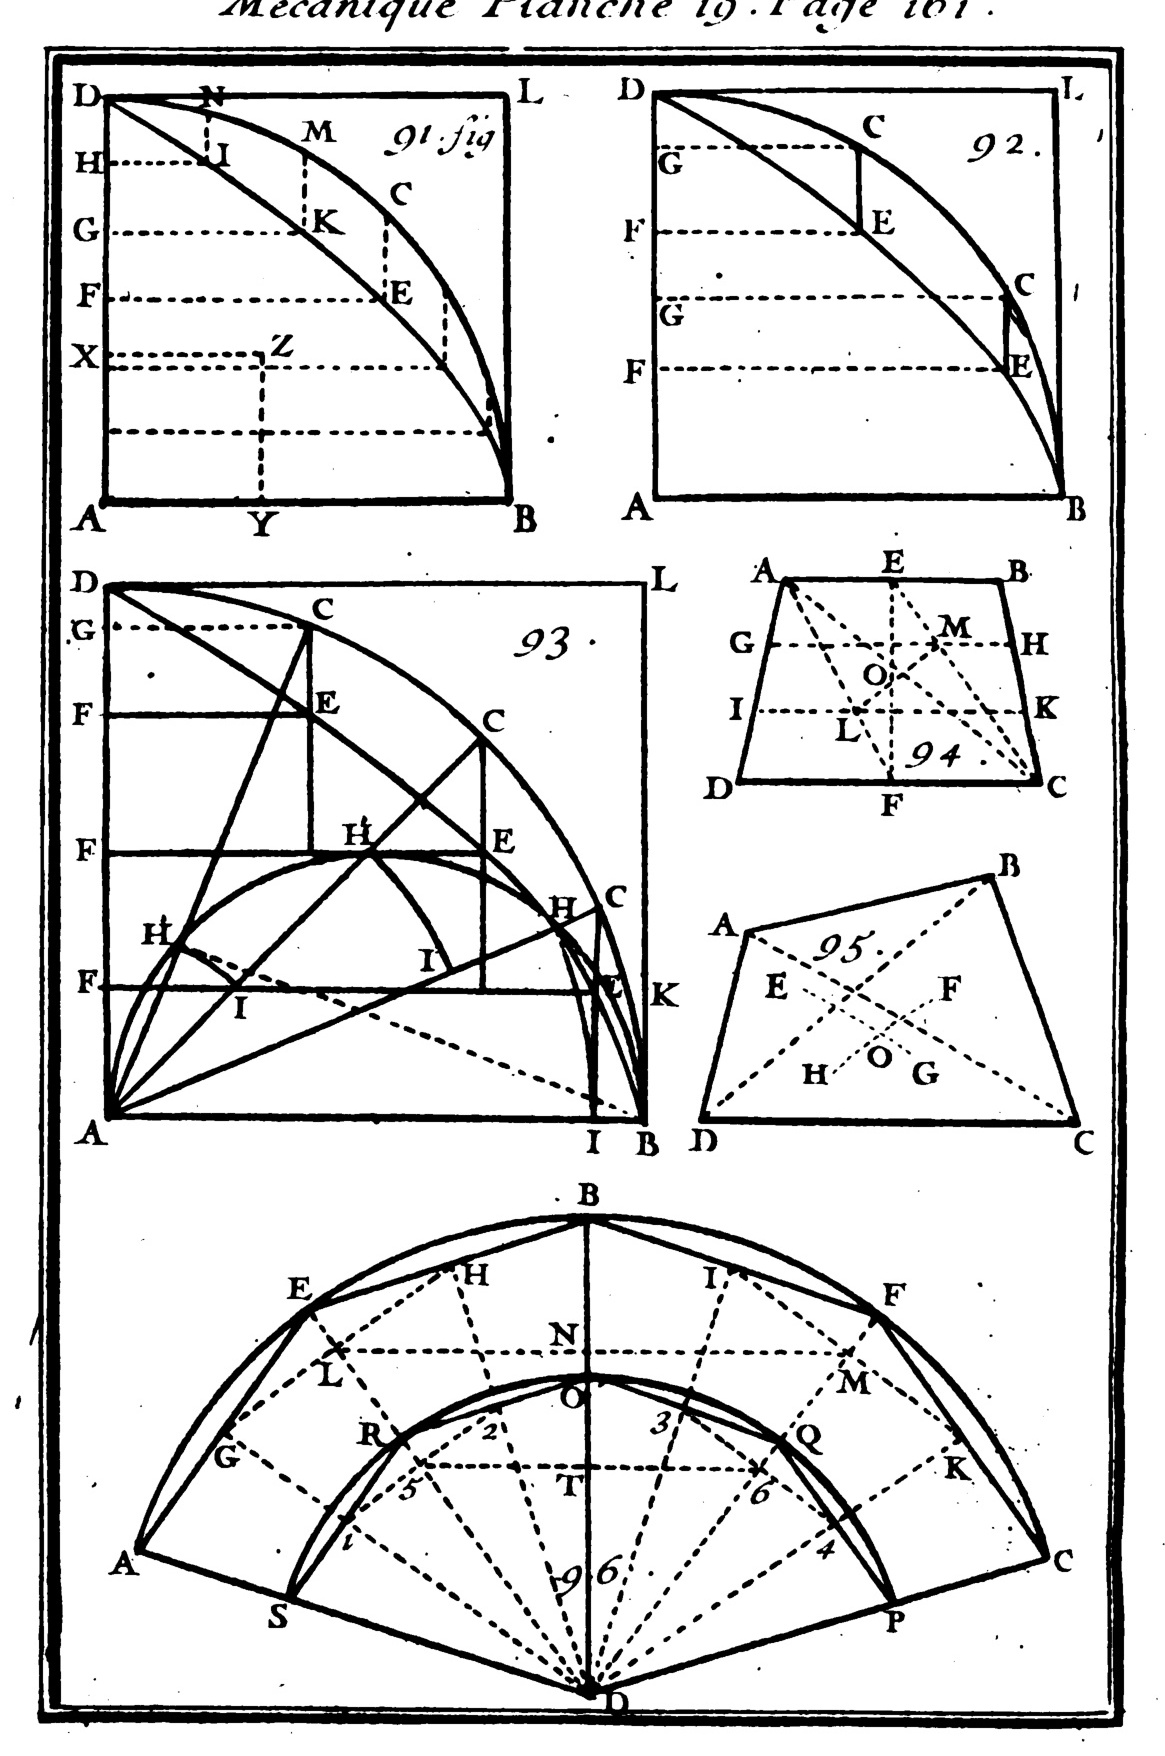 Mecanique Planche 19. Page 161.
D N L
M
91. fig
H I
C
G K
F E
X Z
A Y B
D L
C
92.
G
F E
C
G
F E
A B
D L
G C
93.
F E
C
F H E
H C
H I
F I E K
A I B
A E B
G M H
O
I L K
94.
D F C
B
A
95.
E F
O
H G
D C
B
E H I F
N
L M
O
R 2 3 Q
G K
5 T 6
1 4
A C
96
S P
D